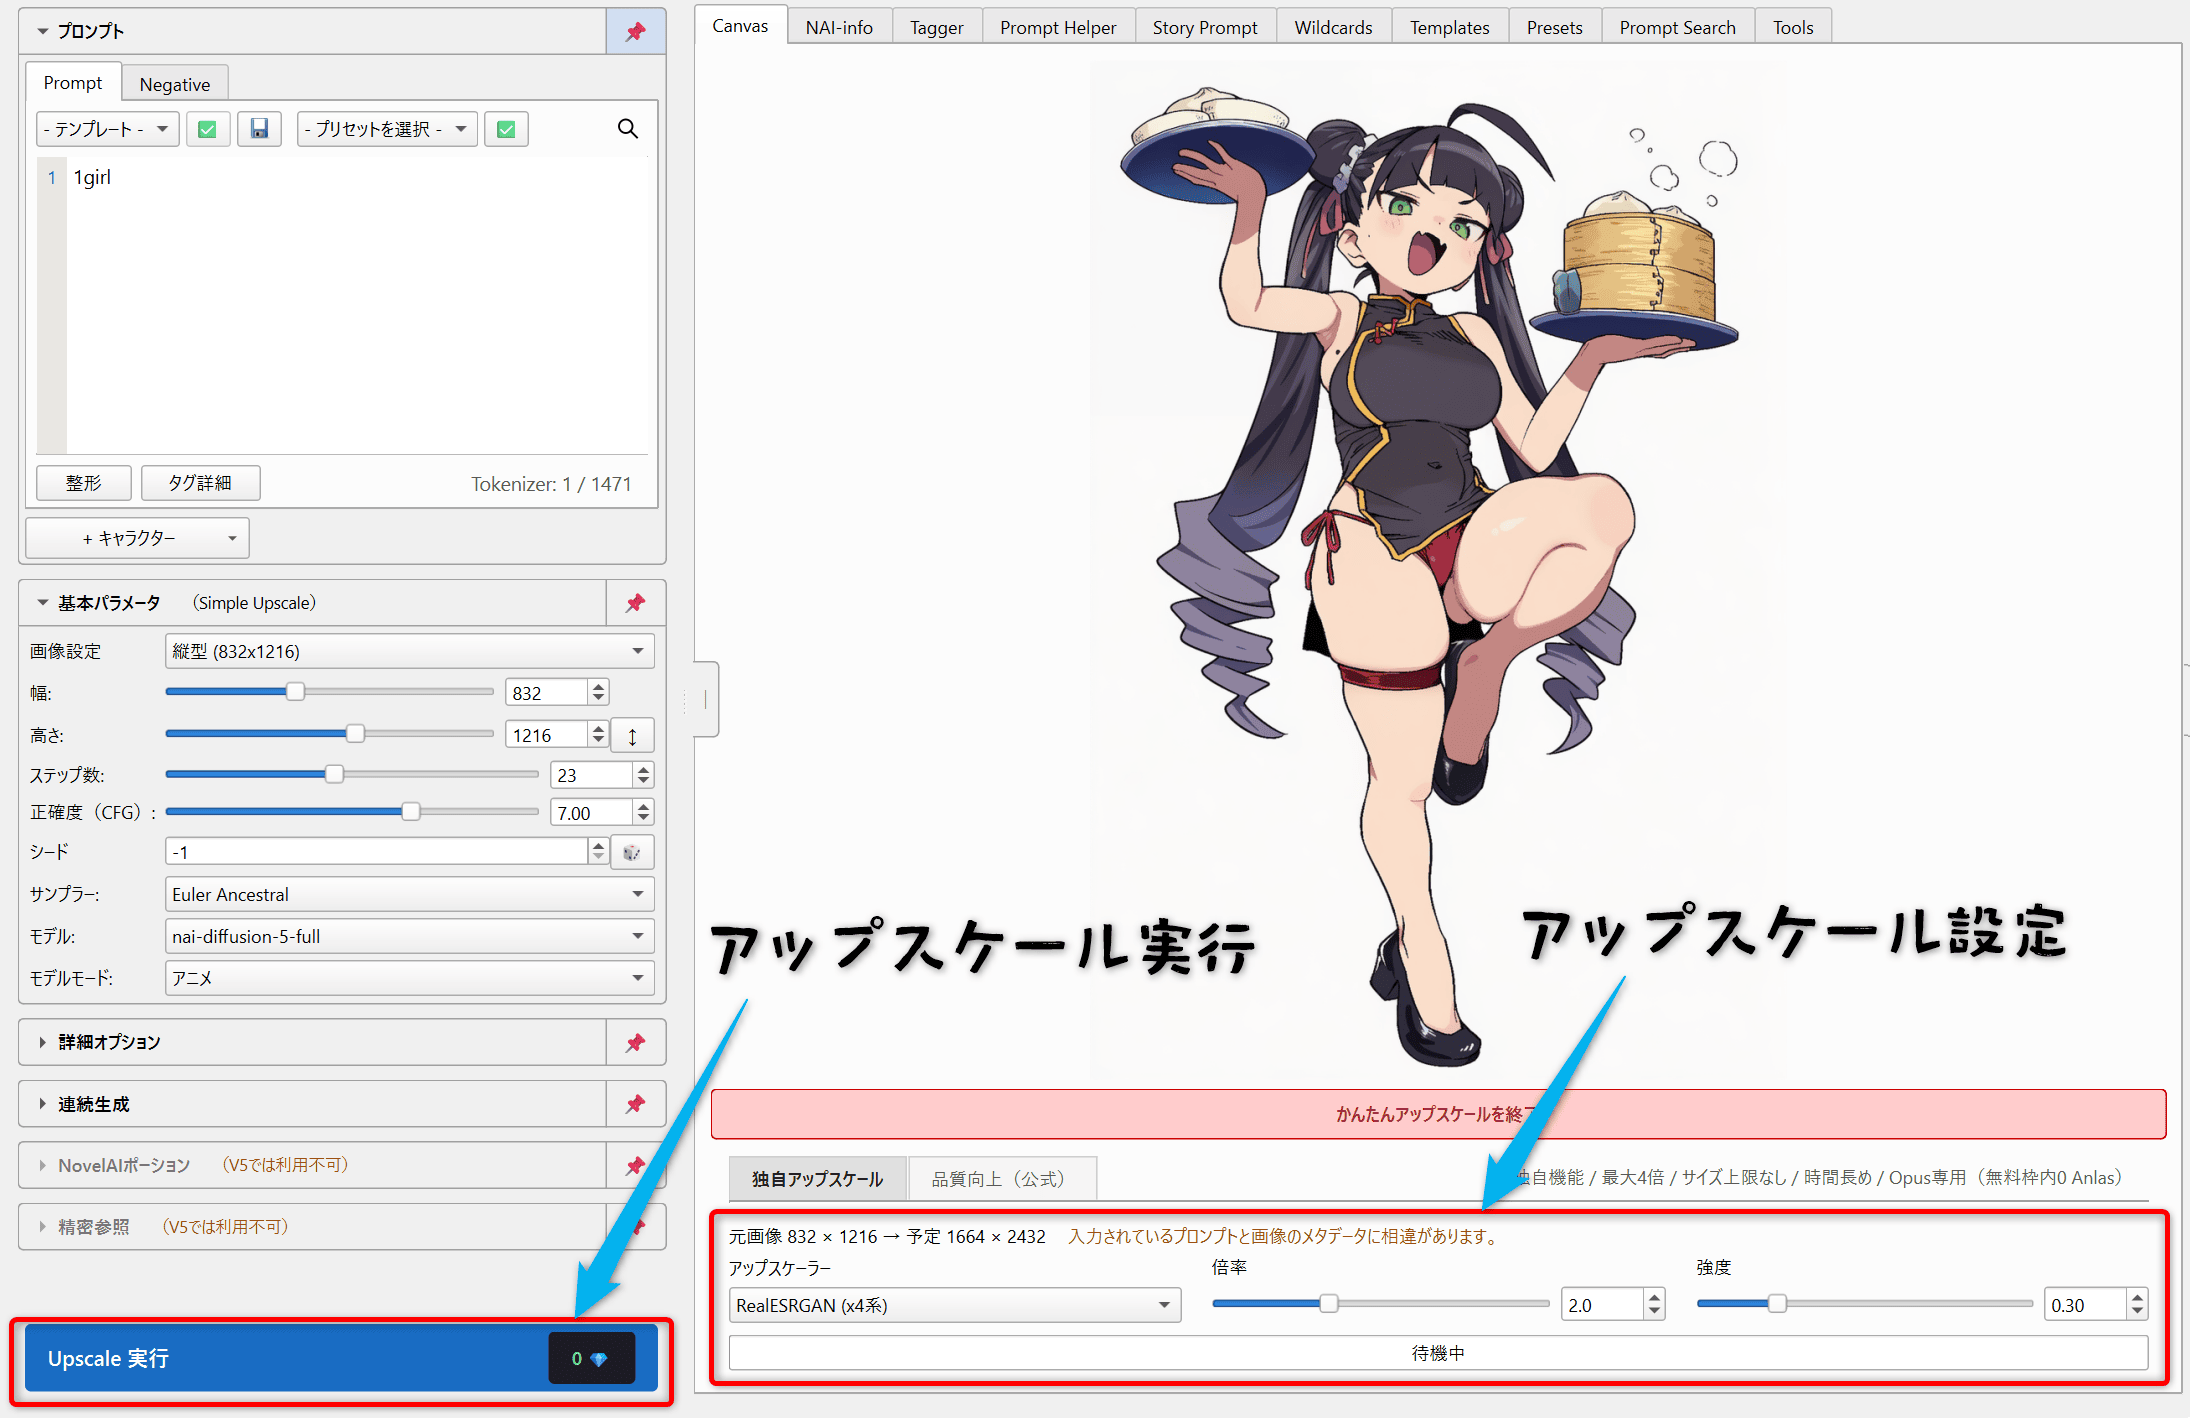 プロンプト
Prompt
Negative
- テンプレート -
- プリセットを選択 -
1
1girl
整形
タグ詳細
Tokenizer: 1 / 1471
+ キャラクター
基本パラメータ (Simple Upscale)
画像設定
縦型 (832x1216)
幅:
832
高さ:
1216
ステップ数:
23
正確度（CFG）:
7.00
シード
-1
サンプラー:
Euler Ancestral
モデル:
nai-diffusion-5-full
モデルモード:
アニメ
詳細オプション
連続生成
NovelAIポーション （V5では利用不可）
精密参照 （V5では利用不可）
Upscale 実行
0
Canvas
NAI-info
Tagger
Prompt Helper
Story Prompt
Wildcards
Templates
Presets
Prompt Search
Tools
アップスケール実行
アップスケール設定
かんたんアップスケールを終
独自アップスケール
品質向上（公式）
独自機能 / 最大4倍 / サイズ上限なし / 時間長め / Opus専用（無料枠内0 Anlas）
元画像 832 × 1216 → 予定 1664 × 2432 入力されているプロンプトと画像のメタデータに相違があります。
アップスケーラー
倍率
強度
RealESRGAN (x4系)
2.0
0.30
待機中